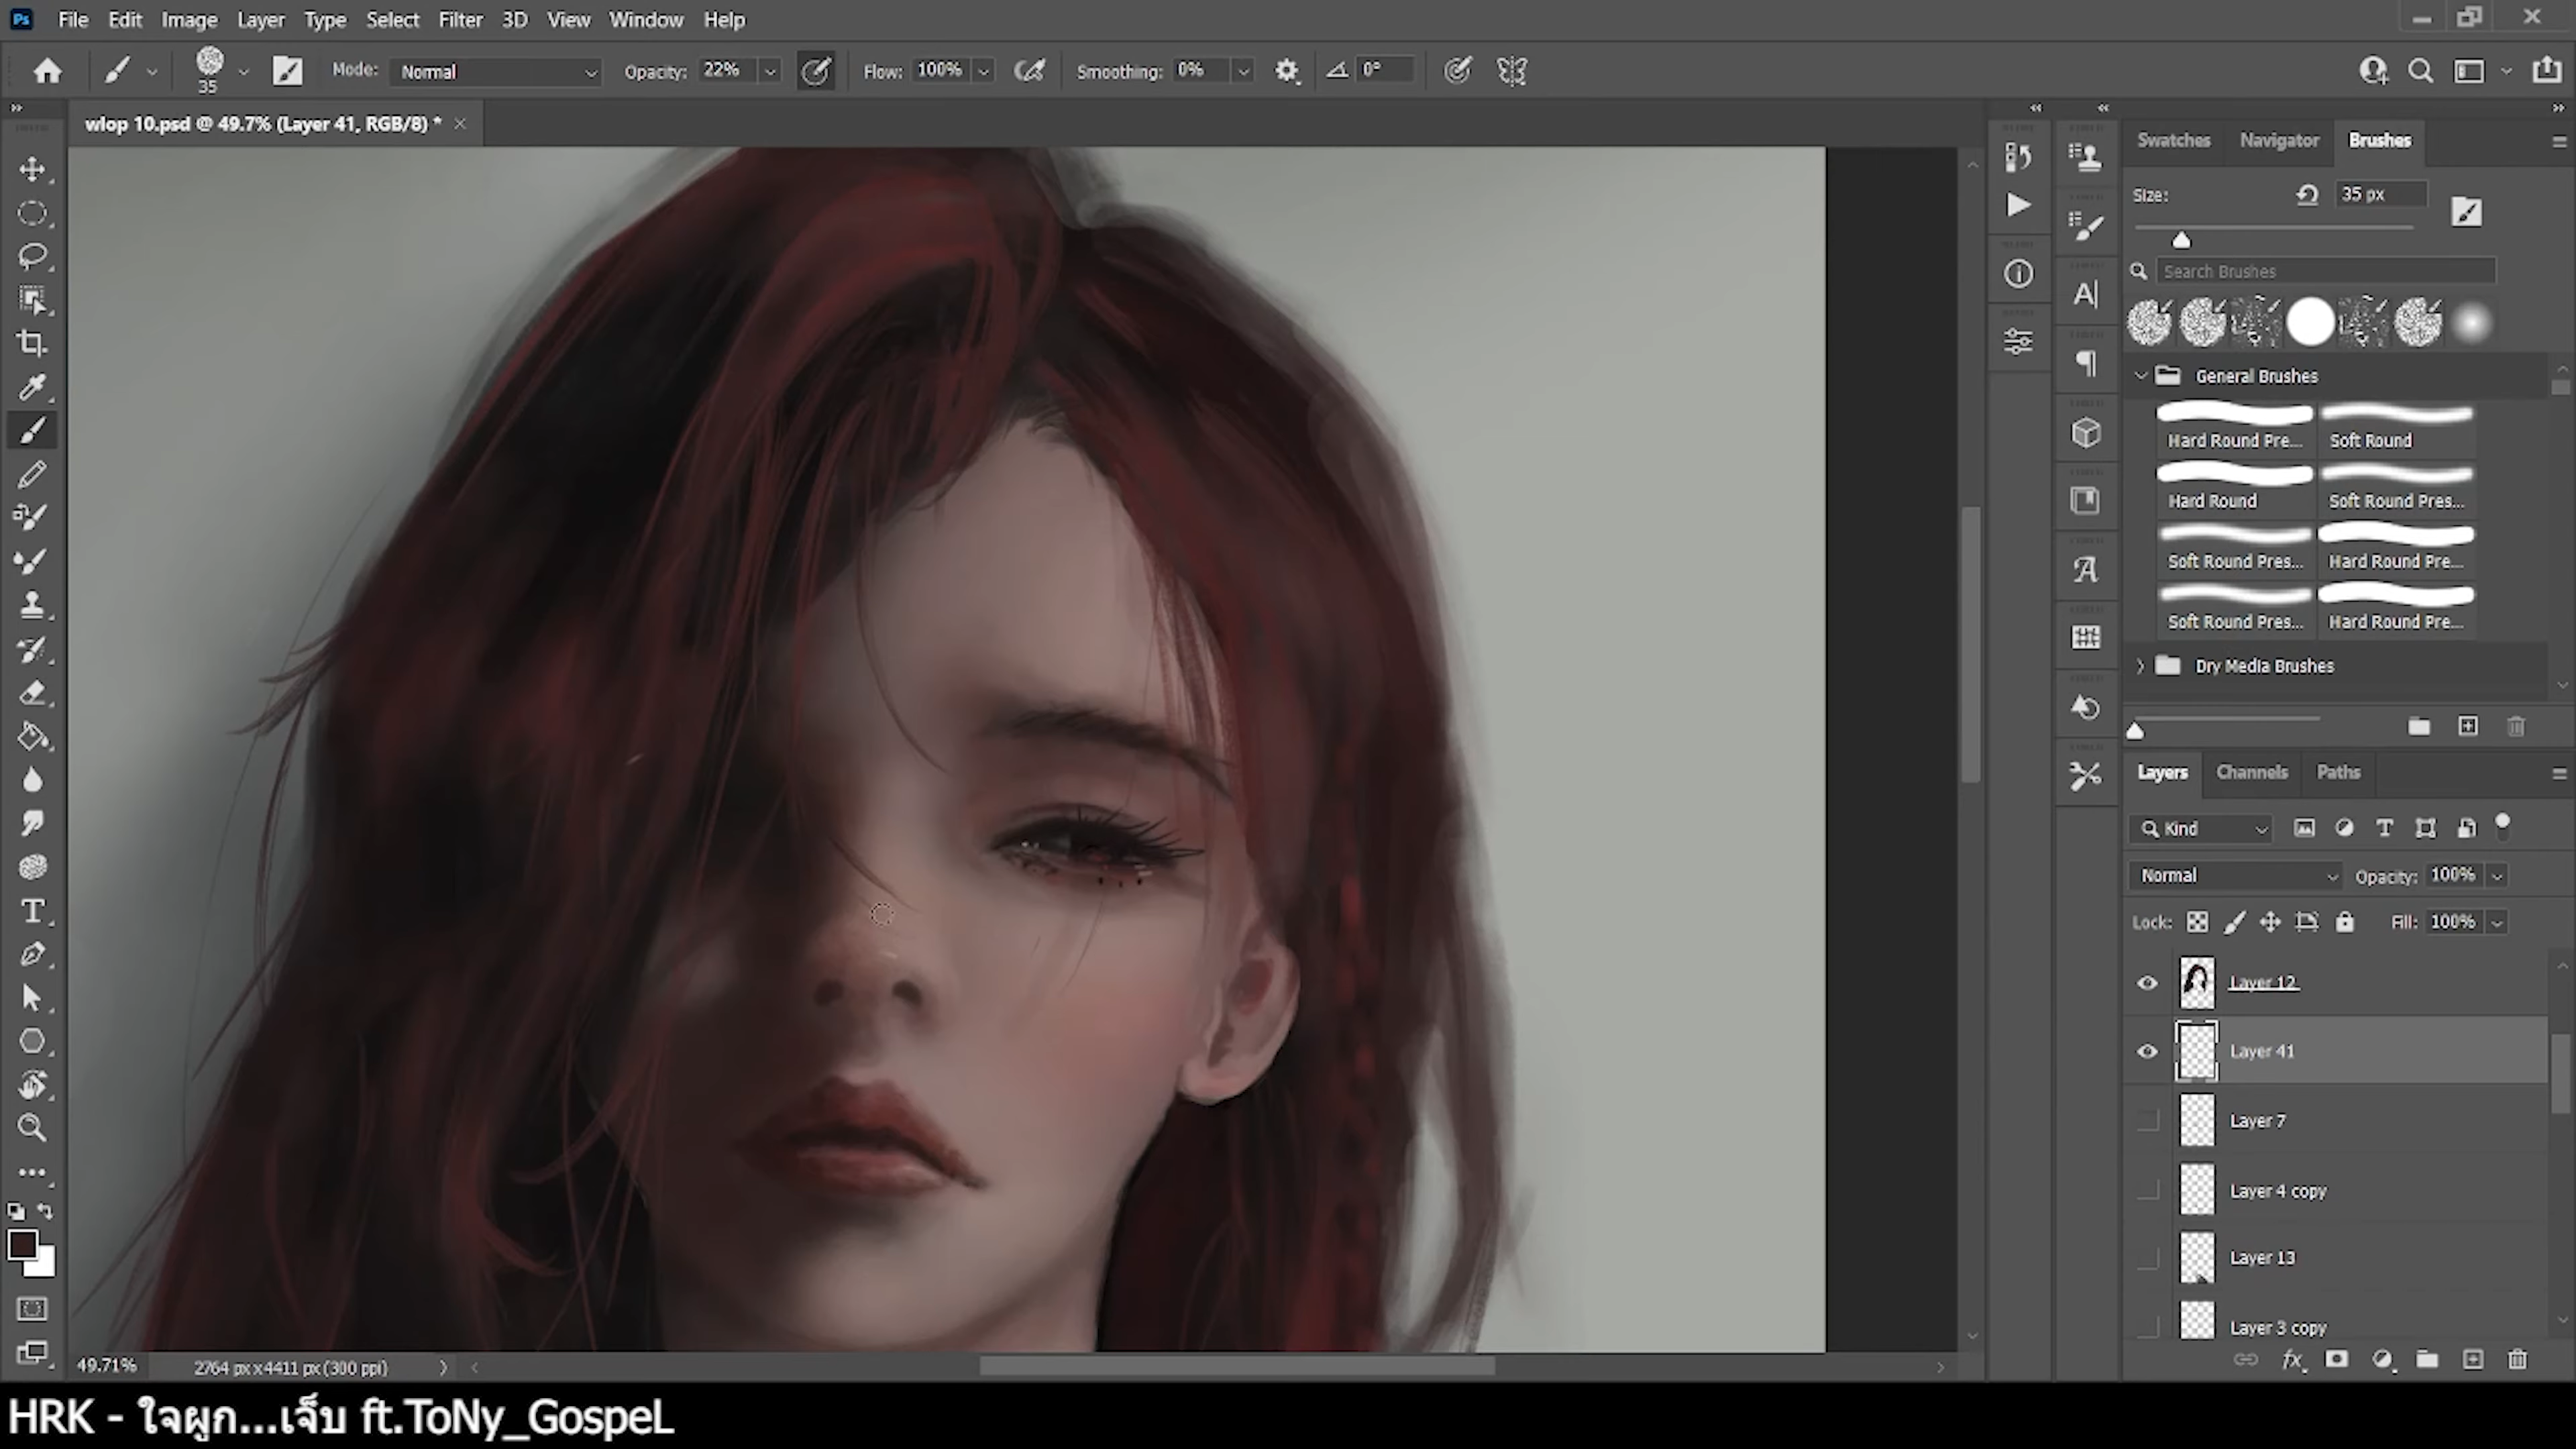 Ps File Edit Image Layer Type Select Filter 3D View Window Help
35 Mode: Normal Opacity: 22% Flow: 100% Smoothing: 0% 0°
wlop 10.psd @ 49.7% (Layer 41, RGB/8) *
Swatches Navigator Brushes
Size: 35 px
Search Brushes
General Brushes
Hard Round Pre... Soft Round
Hard Round Soft Round Pres...
Soft Round Pres... Hard Round Pre...
Soft Round Pres... Hard Round Pre...
Dry Media Brushes
Layers Channels Paths
Kind
Normal Opacity: 100%
Lock: Fill: 100%
Layer 12
Layer 41
Layer 7
Layer 4 copy
Layer 13
Layer 3 copy
fx
49.71% 2764 px x 4411 px (300 ppi)
HRK - ใจผูก...เจ็บ ft.ToNy_GospeL